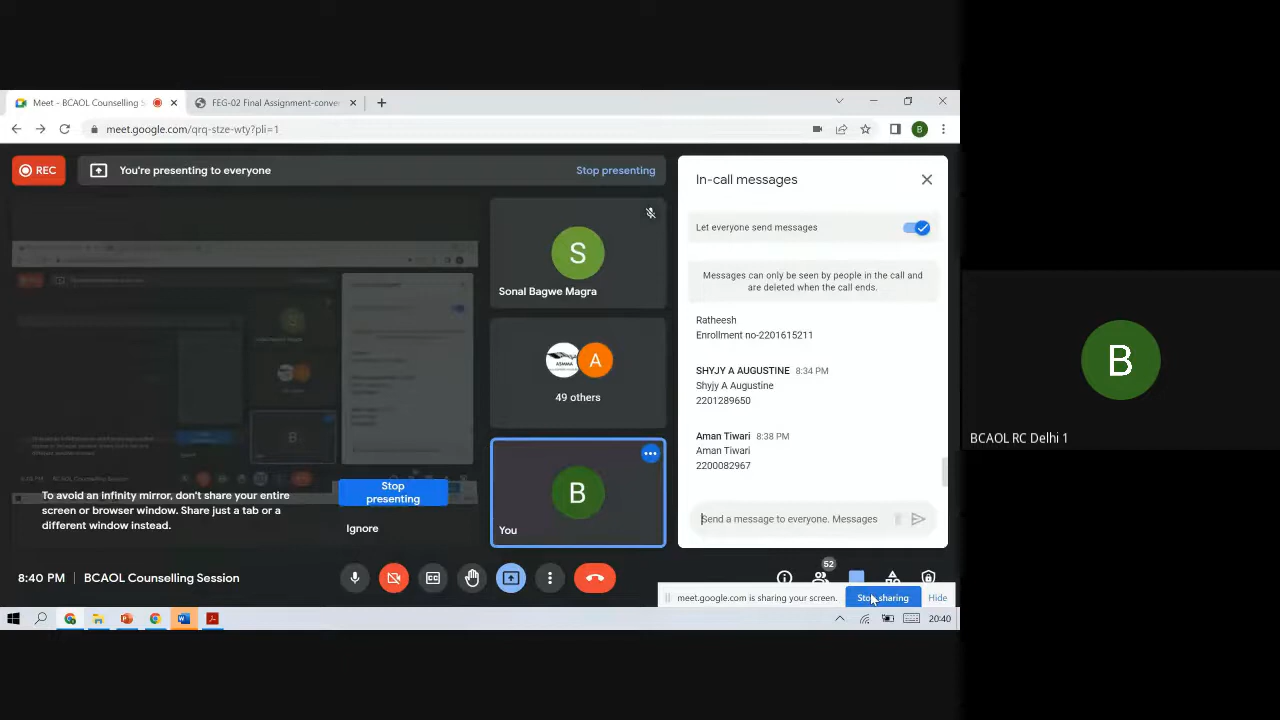 Meet - BCAOL Counselling S
FEG-02 Final Assignment-conve
meet.google.com/qrq-stze-wty?pli=1
B
REC
You're presenting to everyone
Stop presenting
S
Sonal Bagwe Magra
A
49 others
B
You
To avoid an infinity mirror, don't share your entire
screen or browser window. Share just a tab or a
different window instead.
Stop
presenting
Ignore
In-call messages
Let everyone send messages
Messages can only be seen by people in the call and
are deleted when the call ends.
Ratheesh
Enrollment no-2201615211
SHYJY A AUGUSTINE 8:34 PM
Shyjy A Augustine
2201289650
Aman Tiwari 8:38 PM
Aman Tiwari
2200082967
Send a message to everyone. Messages
8:40 PM | BCAOL Counselling Session
52
meet.google.com is sharing your screen.
Stop sharing
Hide
20:40
B
BCAOL RC Delhi 1